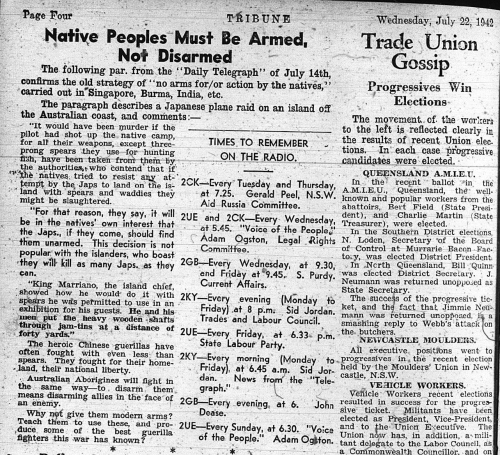 Page Four
TRIBUNE
Wednesday, July 22, 1942
Native Peoples Must Be Armed,
Not Disarmed
The following par. from the "Daily Telegraph" of July 14th,
confirms the old strategy of "no arms for/or action by the natives,"
carried out in Singapore, Burma, India, etc.
The paragraph describes a Japanese plane raid on an island off
the Australian coast, and comments:—
"It would have been murder if the
pilot had shot up the native camp,
for all their weapons, except three-
prong spears they use for hunting
fish, have been taken from them by
the authorities, who contend that if
the natives tried to resist any at-
tempt by the Japs to land on the is-
land with spears and waddies they
might be slaughtered.
"For that reason, they say, it will
be in the natives' own interest that
the Japs, if they come, should find
them unarmed. This decision is not
popular with the islanders, who boast
they will kill as many Japs. as they
can.
"King Marriano, the island chief,
showed how he would do it with
spears he was permitted to use in an
exhibition for his guests. He and his
men put the heavy wooden shafts
through jam-tins at a distance of
forty yards."
The heroic Chinese guerillas have
often fought with even less than
spears. They fought for their home-
land, their national liberty.
Australian Aborigines will fight in
the same way—to disarm them
means disarming allies in the face of
an enemy.
Why not give them modern arms?
Teach them to use these, and pro-
duce some of the best guerilla
fighters this war has known?
TIMES TO REMEMBER
ON THE RADIO.
2CK—Every Tuesday and Thursday,
at 7.25. Gerald Peel, N.S.W.
Aid Russia Committee.
2UE and 2CK—Every Wednesday,
at 5.45. "Voice of the People,"
Adam Ogston, Legal Rights
Committee.
2GB—Every Wednesday, at 9.30,
and Friday at 9.45. S. Purdy,
Current Affairs.
2KY—Every evening (Monday to
Friday) at 8 p.m. Sid Jordan.
Trades and Labour Council.
2UE—Every Friday, at 6.33 p.m.
State Labour Party.
2KY—Every morning (Monday to
Friday), at 6.45 a.m. Sid Jor-
dan. News from the "Tele-
graph."
2GB—Every evening, at 6. John
Dease.
2UE—Every Sunday, at 6.30. "Voice
of the People." Adam Ogston.
Trade Union
Gossip
Progressives Win
Elections
The movement of the workers
to the left is reflected clearly in
the results of recent Union elec-
tions. In each case progressive
candidates were elected.
QUEENSLAND A.M.I.E.U.
In the recent ballots in the
A.M.I.E.U., Queensland, the well-
known and popular workers from the
abattoirs, Bert Field (State Presi-
dent), and Charlie Martin (State
Treasurer), were elected.
In the Southern District elections,
N. Loden, Secretary of the Board
of Control at Murrarie Bacon Fac-
tory, was elected District President.
In North Queensland, Bill Quinn
was elected District Secretary. J.
Neumann was returned unopposed as
State Secretary.
The success of the progressive tic-
ket, and the fact that Jimmie Neu-
mann was returned unopposed, is a
smashing reply to Webb's attack on
the butchers.
NEWCASTLE MOULDERS.
All executive positions went to
progressives in the recent election
held by the Moulders' Union in New-
castle, N.S.W.
VEHICLE WORKERS.
Vehicle Workers recent elections
resulted in success for the progres-
sive ticket. Militants have been
elected as President, Vice-President,
and to the Union Executive. The
Union now has, in addition, a mili-
tant delegate to the Labor Council, as
a Commonwealth Councillor, and on